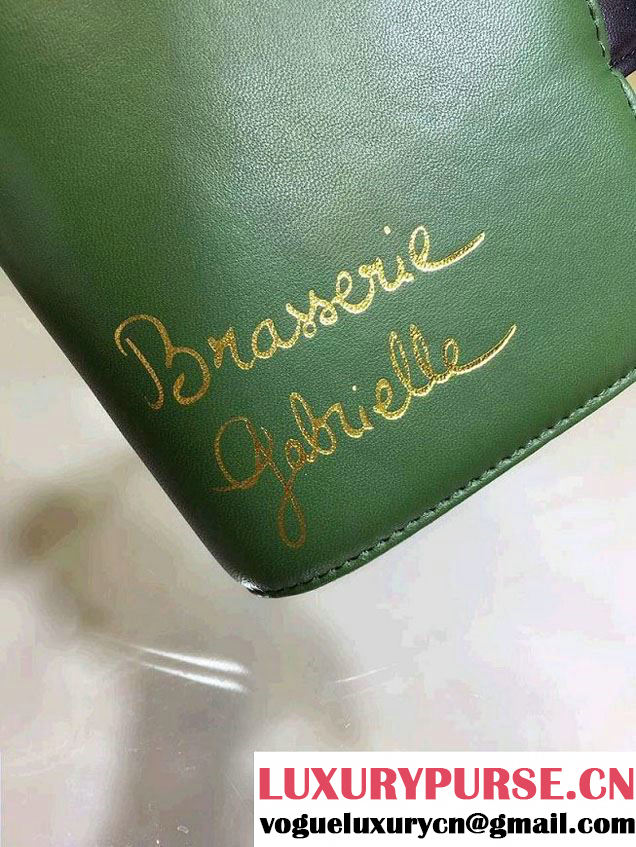 Brasserie
Gabrielle
LUXURYPURSE.CN
vogueluxurycn@gmail.com